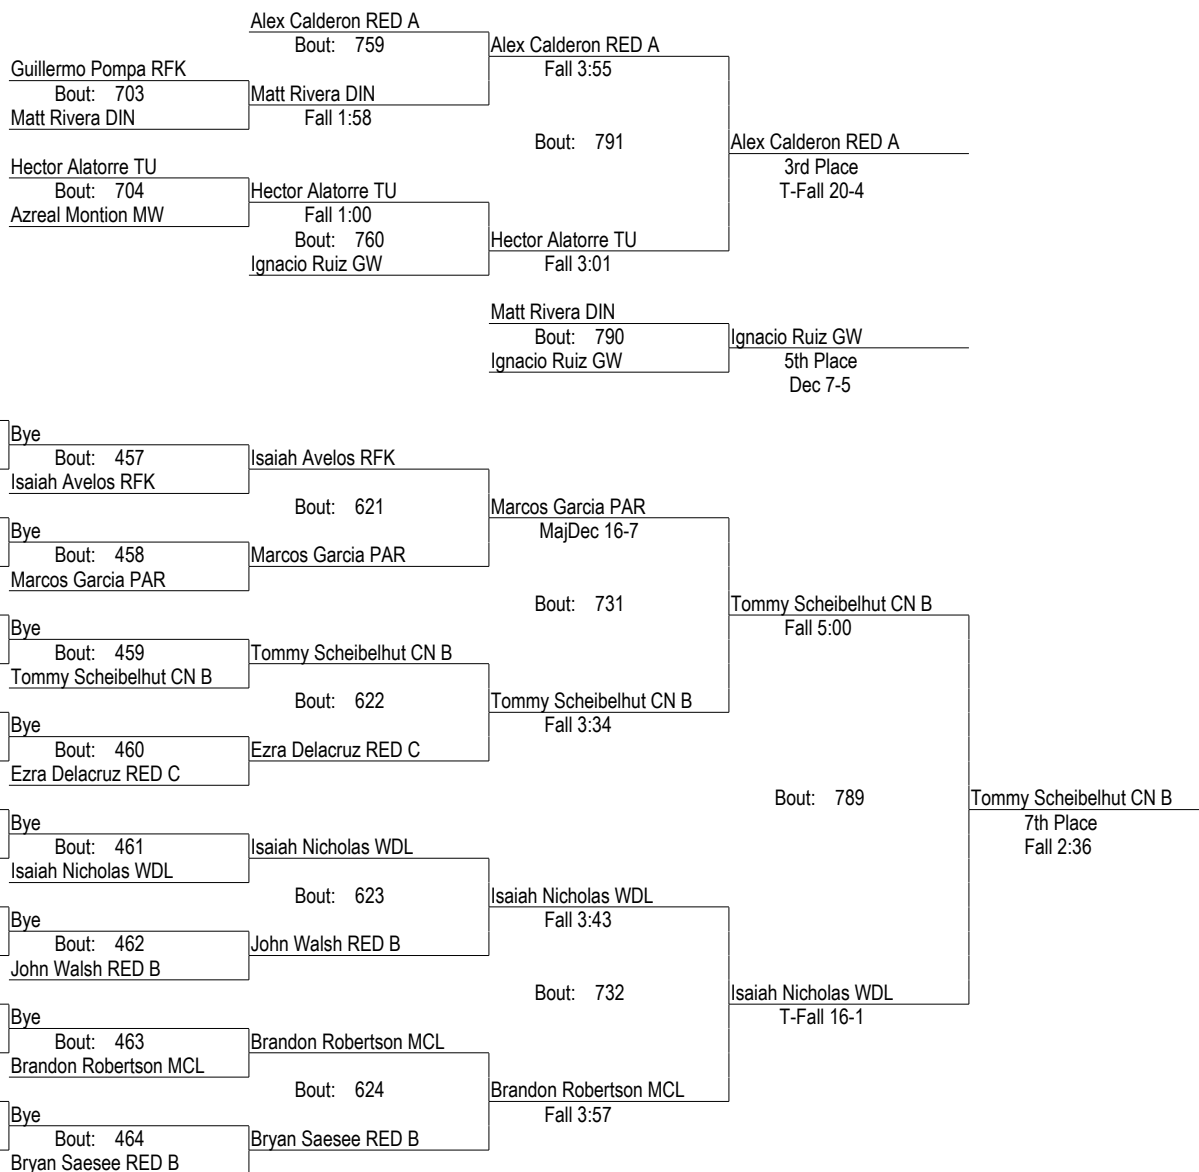 Alex Calderon RED A
Bout: 759
Alex Calderon RED A
Guillermo Pompa RFK
Fall 3:55
Bout: 703
Matt Rivera DIN
Matt Rivera DIN
Fall 1:58
Bout: 791
Alex Calderon RED A
Hector Alatorre TU
3rd Place
Bout: 704
Hector Alatorre TU
T-Fall 20-4
Azreal Montion MW
Fall 1:00
Bout: 760
Hector Alatorre TU
Ignacio Ruiz GW
Fall 3:01
Matt Rivera DIN
Bout: 790
Ignacio Ruiz GW
Ignacio Ruiz GW
5th Place
Dec 7-5
Bye
Bout: 457
Isaiah Avelos RFK
Isaiah Avelos RFK
Bout: 621
Marcos Garcia PAR
Bye
MajDec 16-7
Bout: 458
Marcos Garcia PAR
Marcos Garcia PAR
Bout: 731
Tommy Scheibelhut CN B
Bye
Fall 5:00
Bout: 459
Tommy Scheibelhut CN B
Tommy Scheibelhut CN B
Bout: 622
Tommy Scheibelhut CN B
Bye
Fall 3:34
Bout: 460
Ezra Delacruz RED C
Ezra Delacruz RED C
Bout: 789
Tommy Scheibelhut CN B
Bye
7th Place
Bout: 461
Isaiah Nicholas WDL
Fall 2:36
Isaiah Nicholas WDL
Bout: 623
Isaiah Nicholas WDL
Bye
Fall 3:43
Bout: 462
John Walsh RED B
John Walsh RED B
Bout: 732
Isaiah Nicholas WDL
Bye
T-Fall 16-1
Bout: 463
Brandon Robertson MCL
Brandon Robertson MCL
Bout: 624
Brandon Robertson MCL
Bye
Fall 3:57
Bout: 464
Bryan Saesee RED B
Bryan Saesee RED B